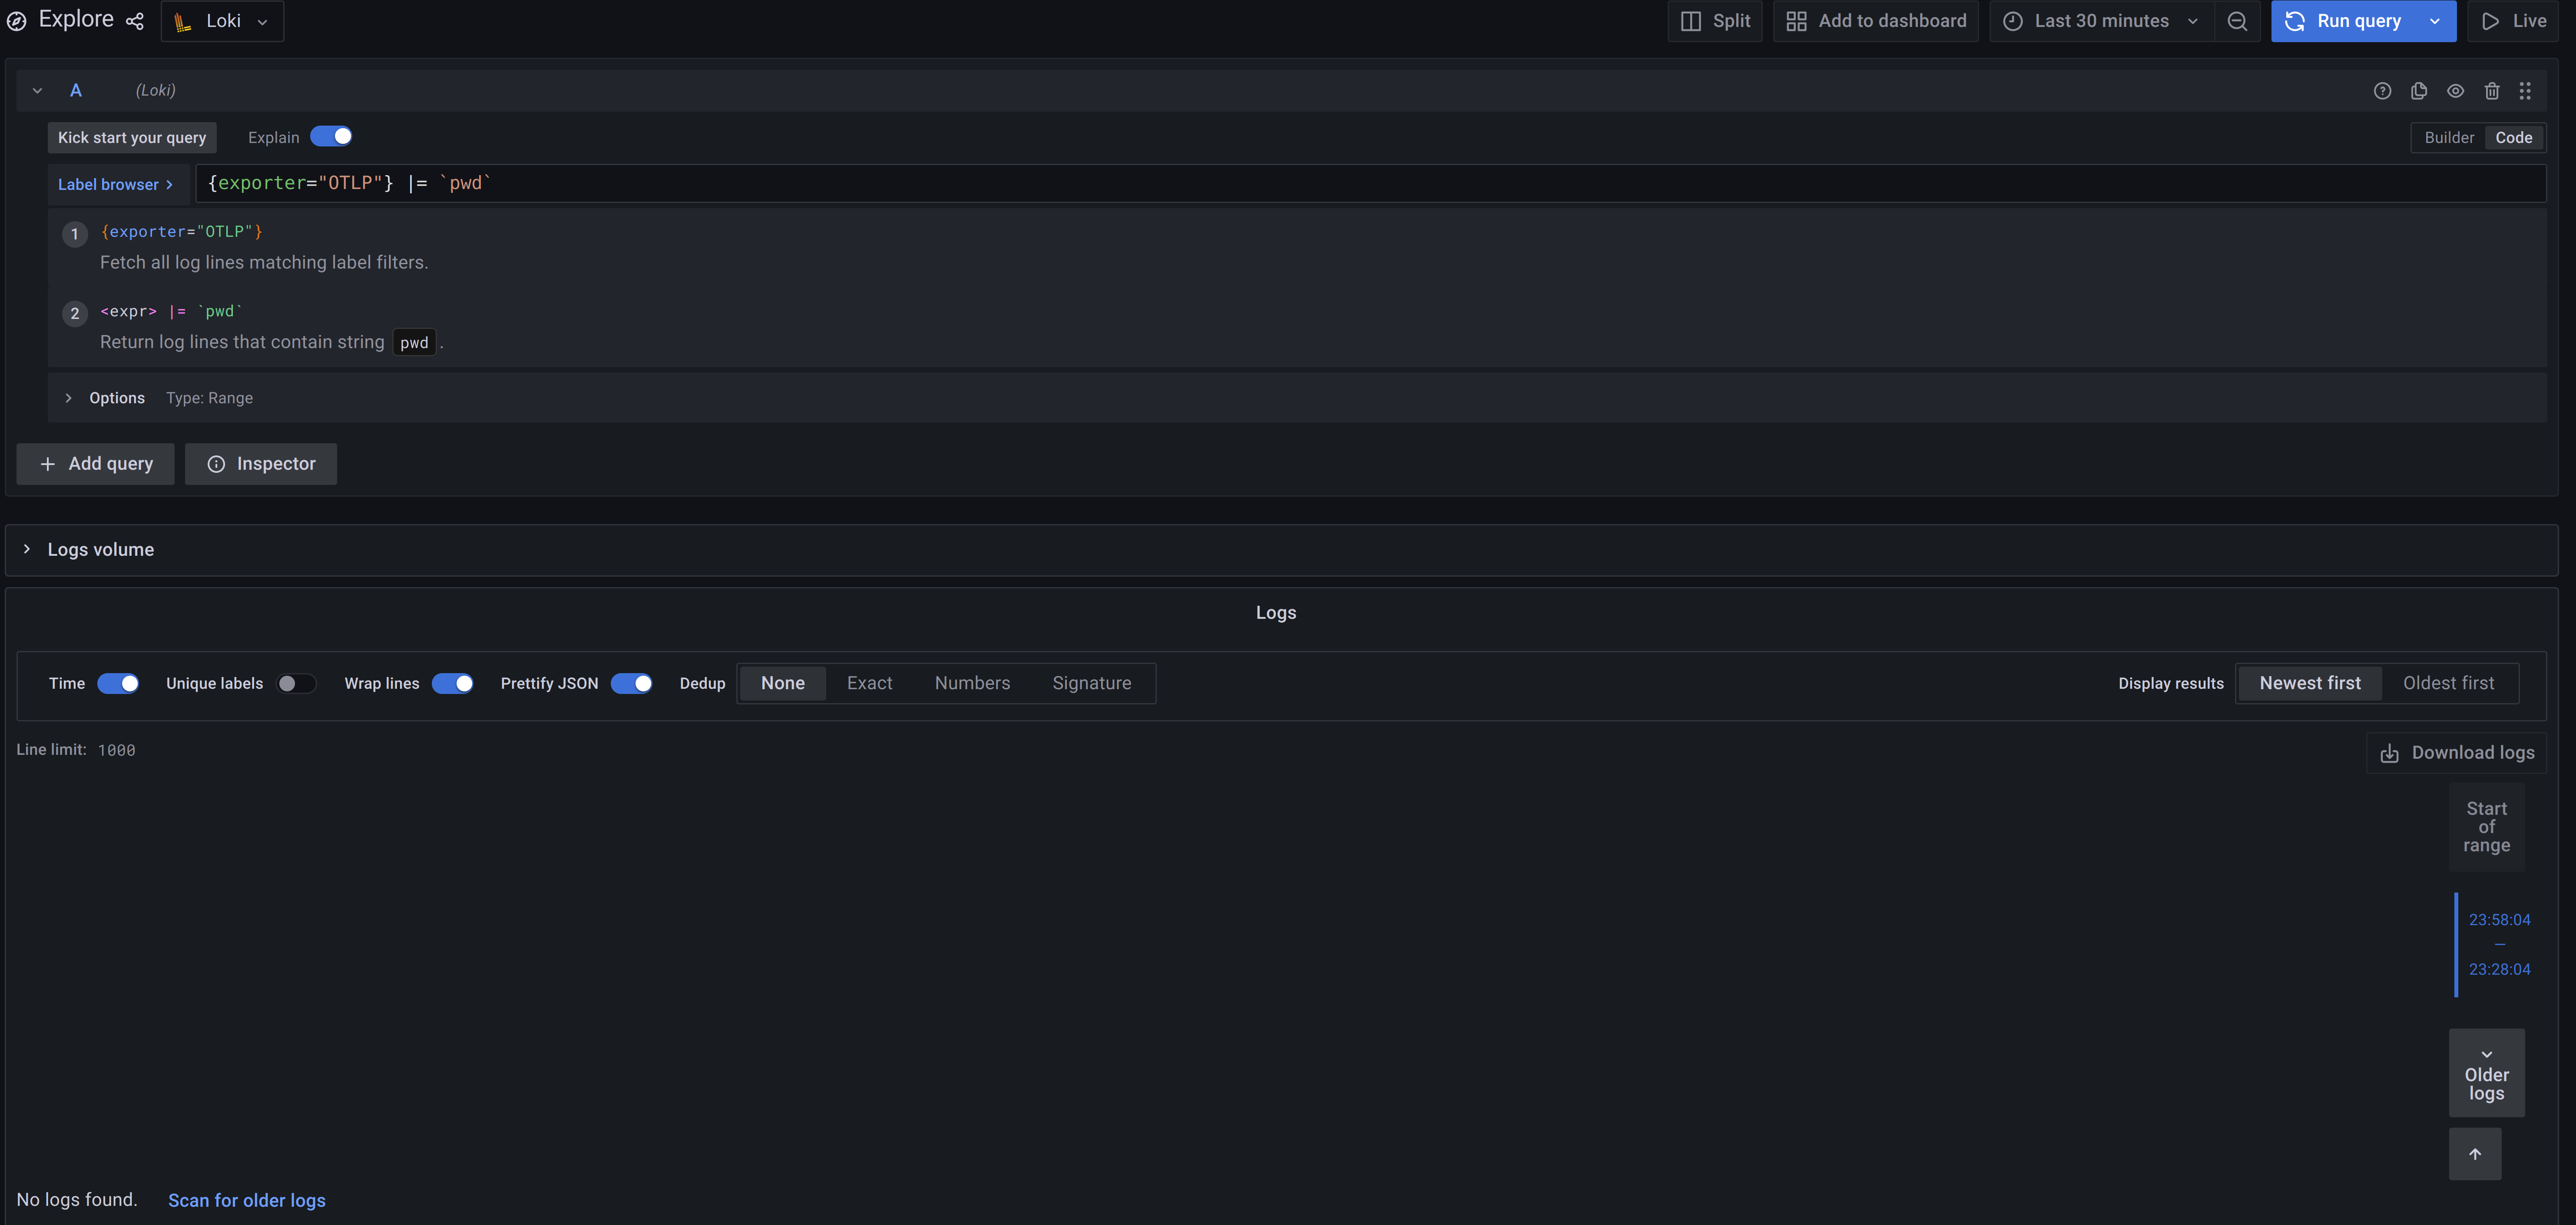 Explore Loki Split Add to dashboard Last 30 minutes Run query Live
A (Loki)
Kick start your query Explain Builder Code
Label browser > {exporter="OTLP"} |= `pwd`
1 {exporter="OTLP"}
Fetch all log lines matching label filters.
2 <expr> |= `pwd`
Return log lines that contain string pwd .
Options Type: Range
+ Add query Inspector
Logs volume
Logs
Time Unique labels Wrap lines Prettify JSON Dedup None Exact Numbers Signature Display results Newest first Oldest first
Line limit: 1000 Download logs
Start
of
range
23:58:04
—
23:28:04
Older
logs
No logs found. Scan for older logs